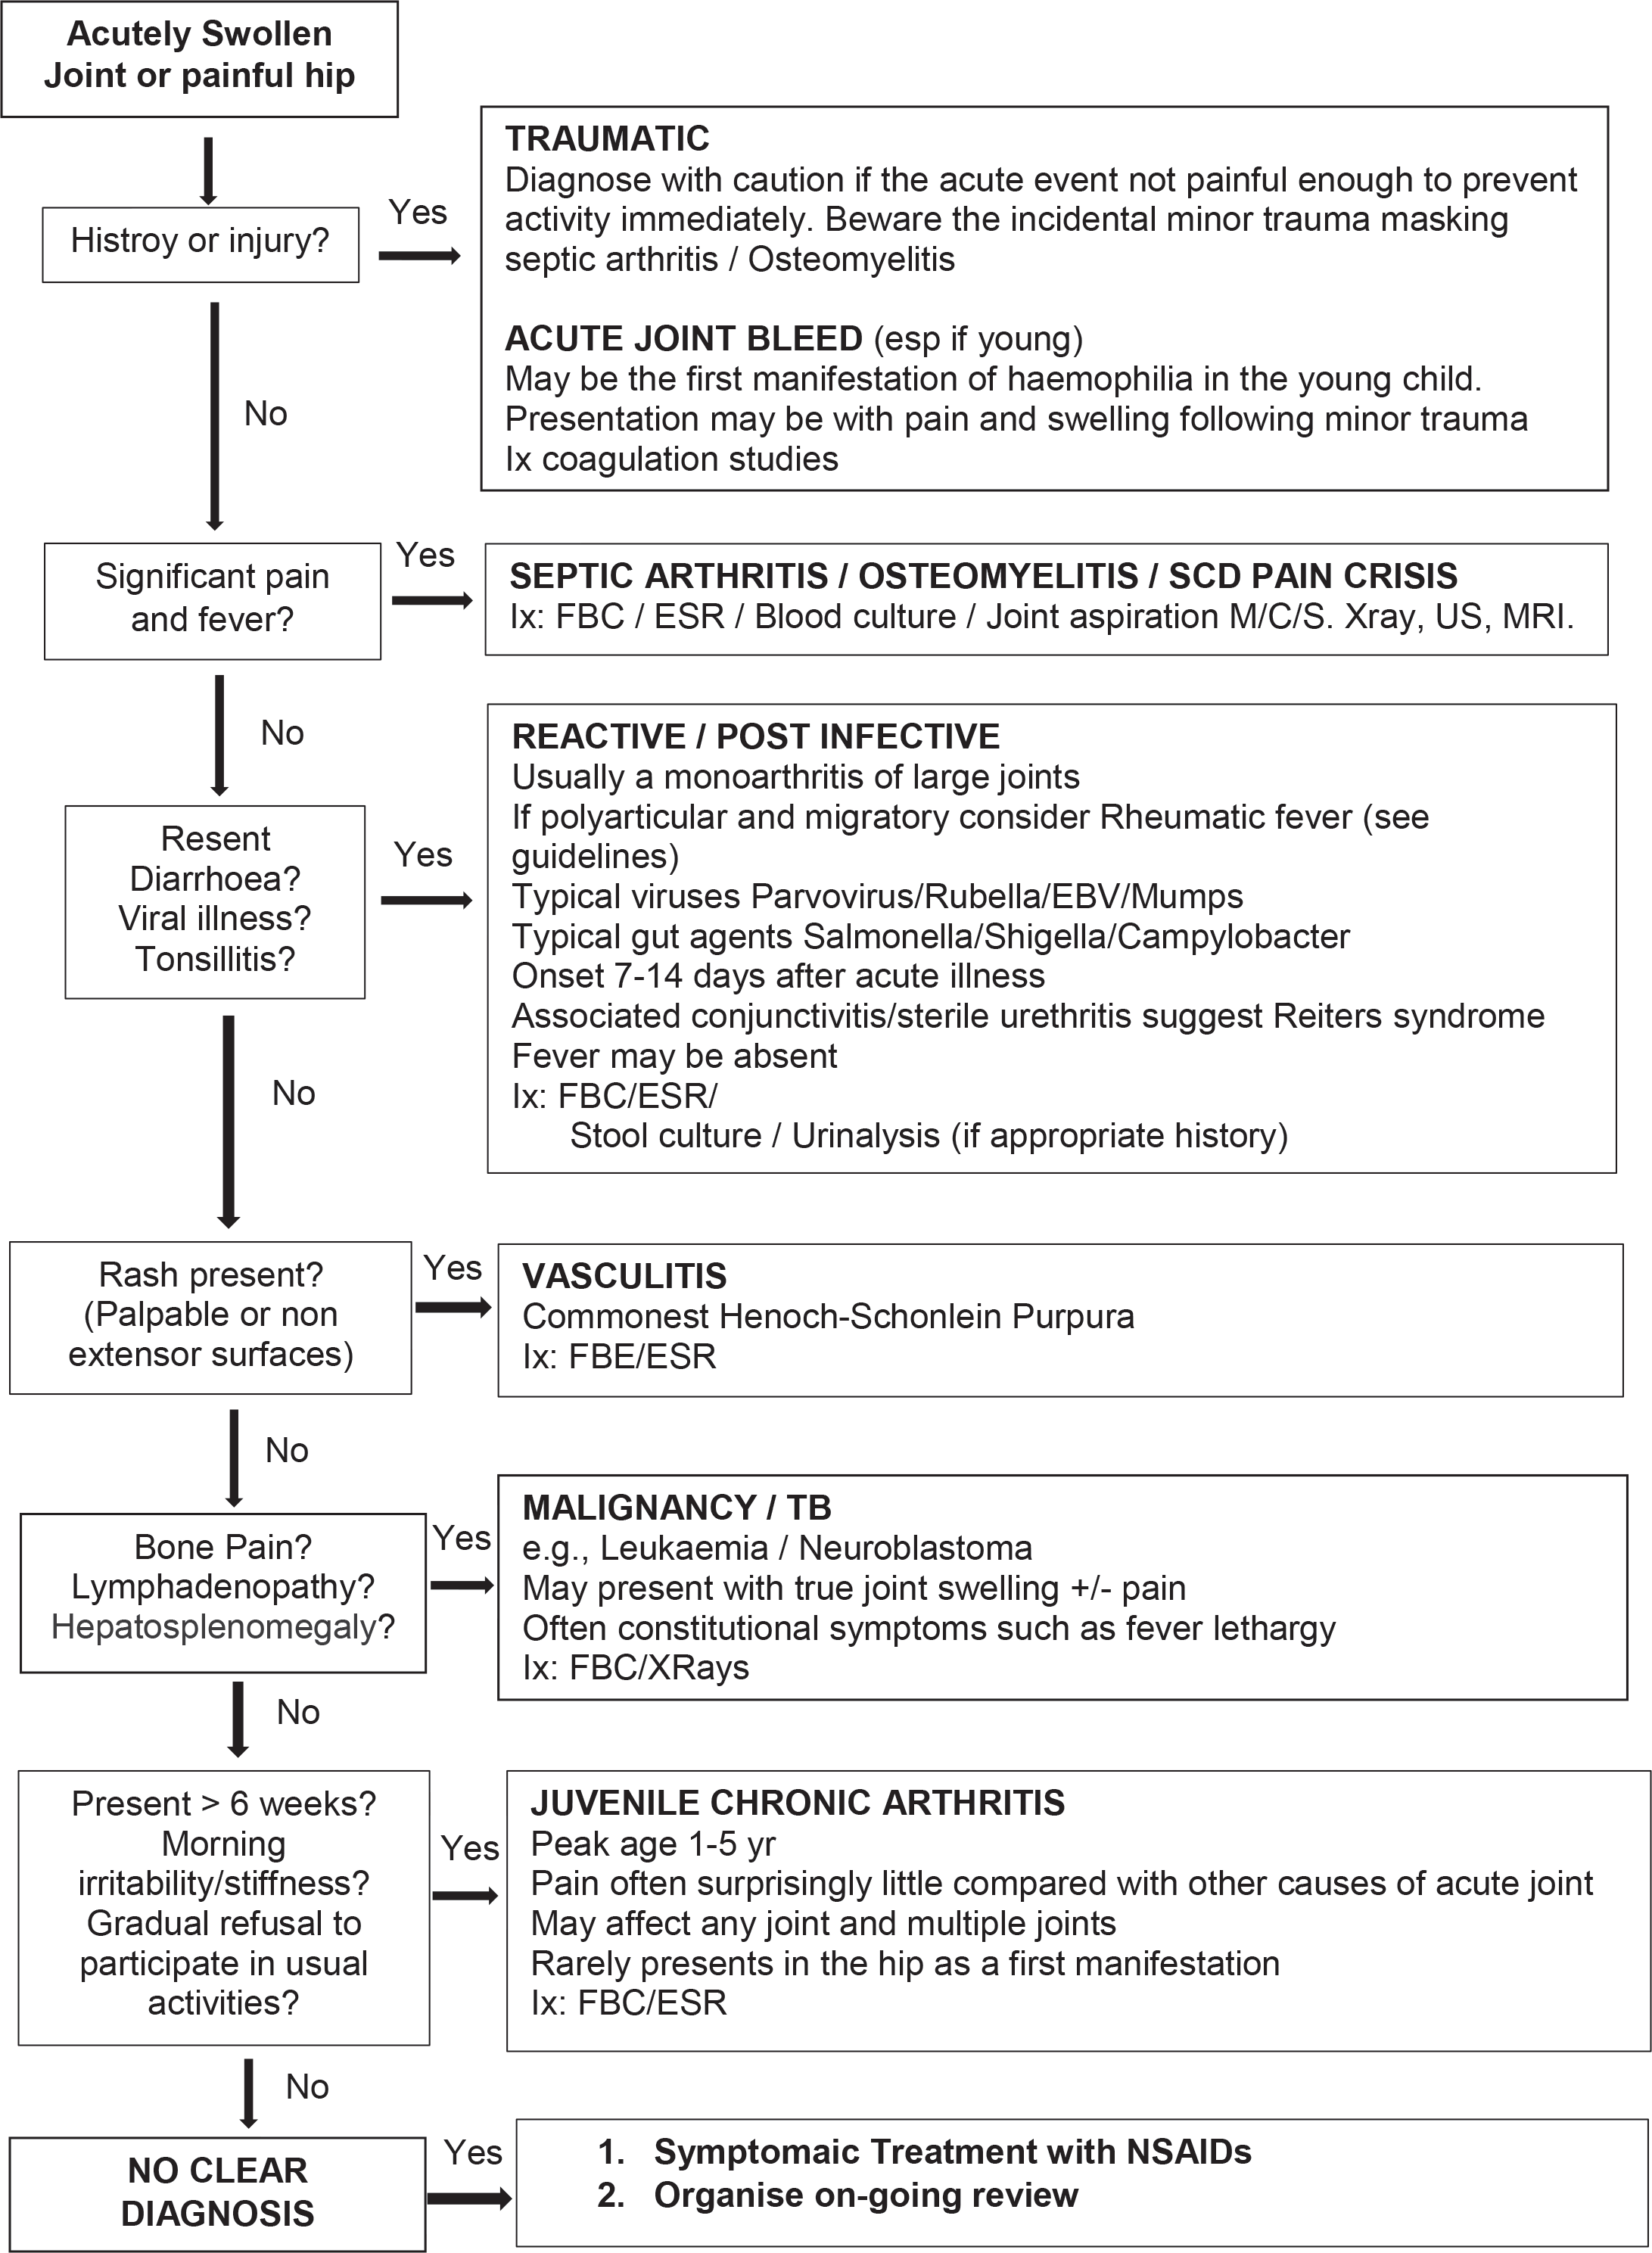 Acutely Swollen
Joint or painful hip
Histroy or injury?
Yes
TRAUMATIC
Diagnose with caution if the acute event not painful enough to prevent
activity immediately. Beware the incidental minor trauma masking
septic arthritis / Osteomyelitis
ACUTE JOINT BLEED (esp if young)
May be the first manifestation of haemophilia in the young child.
Presentation may be with pain and swelling following minor trauma
Ix coagulation studies
No
Significant pain
and fever?
Yes
SEPTIC ARTHRITIS / OSTEOMYELITIS / SCD PAIN CRISIS
Ix: FBC / ESR / Blood culture / Joint aspiration M/C/S. Xray, US, MRI.
No
Resent
Diarrhoea?
Viral illness?
Tonsillitis?
Yes
REACTIVE / POST INFECTIVE
Usually a monoarthritis of large joints
If polyarticular and migratory consider Rheumatic fever (see
guidelines)
Typical viruses Parvovirus/Rubella/EBV/Mumps
Typical gut agents Salmonella/Shigella/Campylobacter
Onset 7-14 days after acute illness
Associated conjunctivitis/sterile urethritis suggest Reiters syndrome
Fever may be absent
Ix: FBC/ESR/
Stool culture / Urinalysis (if appropriate history)
No
Rash present?
(Palpable or non
extensor surfaces)
Yes
VASCULITIS
Commonest Henoch-Schonlein Purpura
Ix: FBE/ESR
No
Bone Pain?
Lymphadenopathy?
Hepatosplenomegaly?
Yes
MALIGNANCY / TB
e.g., Leukaemia / Neuroblastoma
May present with true joint swelling +/- pain
Often constitutional symptoms such as fever lethargy
Ix: FBC/XRays
No
Present > 6 weeks?
Morning
irritability/stiffness?
Gradual refusal to
participate in usual
activities?
Yes
JUVENILE CHRONIC ARTHRITIS
Peak age 1-5 yr
Pain often surprisingly little compared with other causes of acute joint
May affect any joint and multiple joints
Rarely presents in the hip as a first manifestation
Ix: FBC/ESR
No
NO CLEAR
DIAGNOSIS
Yes
1. Symptomaic Treatment with NSAIDs
2. Organise on-going review